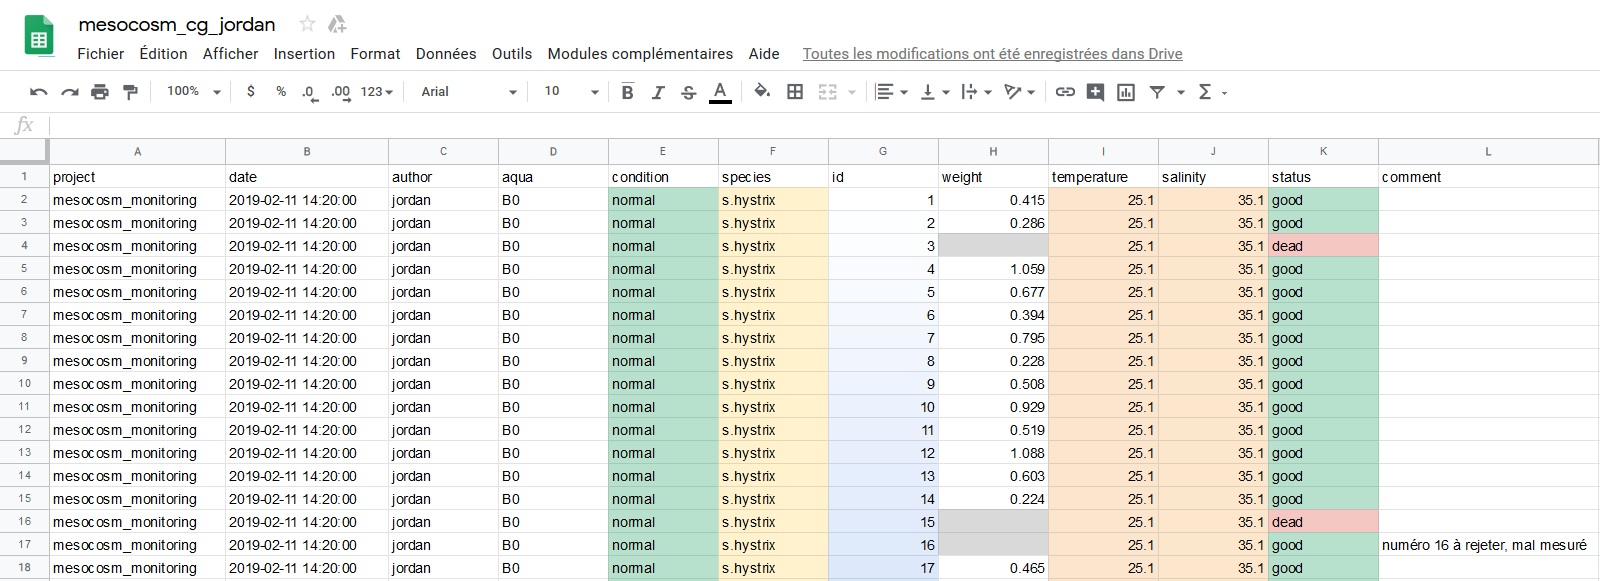 mesocosm_cg_jordan
Fichier Édition Afficher Insertion Format Données Outils Modules complémentaires Aide Toutes les modifications ont été enregistrées dans Drive
100% $ % .0 .00 123 Arial 10 B I S A Σ
fx
A B C D E F G H I J K L
1 project date author aqua condition species id weight temperature salinity status comment
2 mesocosm_monitoring 2019-02-11 14:20:00 jordan B0 normal s.hystrix 1 0.415 25.1 35.1 good
3 mesocosm_monitoring 2019-02-11 14:20:00 jordan B0 normal s.hystrix 2 0.286 25.1 35.1 good
4 mesocosm_monitoring 2019-02-11 14:20:00 jordan B0 normal s.hystrix 3 25.1 35.1 dead
5 mesocosm_monitoring 2019-02-11 14:20:00 jordan B0 normal s.hystrix 4 1.059 25.1 35.1 good
6 mesocosm_monitoring 2019-02-11 14:20:00 jordan B0 normal s.hystrix 5 0.677 25.1 35.1 good
7 mesocosm_monitoring 2019-02-11 14:20:00 jordan B0 normal s.hystrix 6 0.394 25.1 35.1 good
8 mesocosm_monitoring 2019-02-11 14:20:00 jordan B0 normal s.hystrix 7 0.795 25.1 35.1 good
9 mesocosm_monitoring 2019-02-11 14:20:00 jordan B0 normal s.hystrix 8 0.228 25.1 35.1 good
10 mesocosm_monitoring 2019-02-11 14:20:00 jordan B0 normal s.hystrix 9 0.508 25.1 35.1 good
11 mesocosm_monitoring 2019-02-11 14:20:00 jordan B0 normal s.hystrix 10 0.929 25.1 35.1 good
12 mesocosm_monitoring 2019-02-11 14:20:00 jordan B0 normal s.hystrix 11 0.519 25.1 35.1 good
13 mesocosm_monitoring 2019-02-11 14:20:00 jordan B0 normal s.hystrix 12 1.088 25.1 35.1 good
14 mesocosm_monitoring 2019-02-11 14:20:00 jordan B0 normal s.hystrix 13 0.603 25.1 35.1 good
15 mesocosm_monitoring 2019-02-11 14:20:00 jordan B0 normal s.hystrix 14 0.224 25.1 35.1 good
16 mesocosm_monitoring 2019-02-11 14:20:00 jordan B0 normal s.hystrix 15 25.1 35.1 dead
17 mesocosm_monitoring 2019-02-11 14:20:00 jordan B0 normal s.hystrix 16 25.1 35.1 good numéro 16 à rejeter, mal mesuré
18 mesocosm_monitoring 2019-02-11 14:20:00 jordan B0 normal s.hystrix 17 0.465 25.1 35.1 good